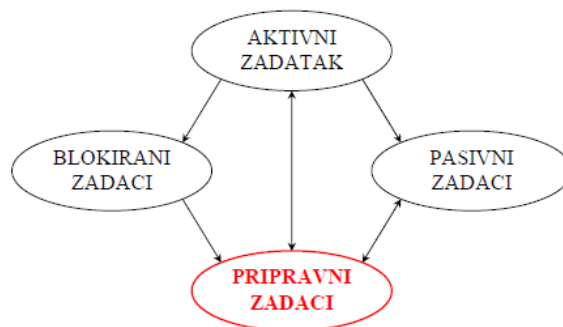 AKTIVNI
ZADATAK
BLOKIRANI
ZADACI
PASIVNI
ZADACI
PRIPRAVNI
ZADACI